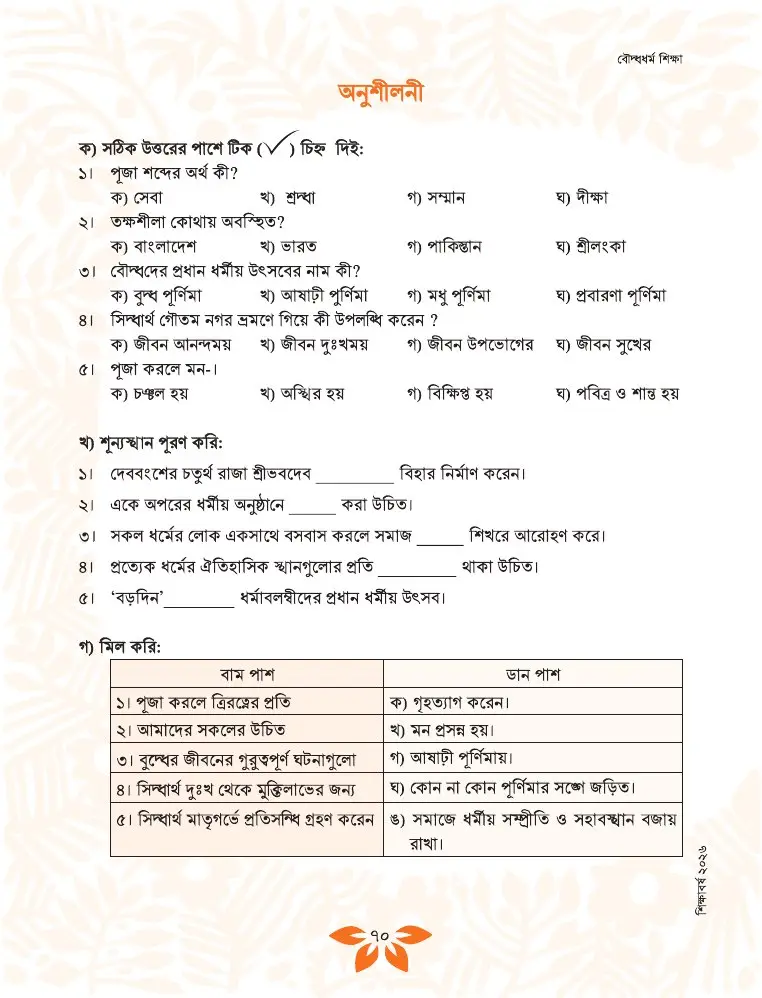 বৌদ্ধধর্ম শিক্ষা
অনুশীলনী
ক) সঠিক উত্তরের পাশে টিক (✓) চিহ্ন দিই:
১। পূজা শব্দের অর্থ কী?
ক) সেবা খ) শ্রদ্ধা গ) সম্মান ঘ) দীক্ষা
২। তক্ষশীলা কোথায় অবস্হিত?
ক) বাংলাদেশ খ) ভারত গ) পাকিস্তান ঘ) শ্রীলংকা
৩। বৌদ্ধদের প্রধান ধর্মীয় উৎসবের নাম কী?
ক) বুদ্ধ পূর্ণিমা খ) আষাঢ়ী পুর্ণিমা গ) মধু পূর্ণিমা ঘ) প্রবারণা পূর্ণিমা
৪। সিদ্ধার্থ গৌতম নগর ভ্রমণে গিয়ে কী উপলব্ধি করেন ?
ক) জীবন আনন্দময় খ) জীবন দুঃখময় গ) জীবন উপভোগের ঘ) জীবন সুখের
৫। পূজা করলে মন-।
ক) চঞ্চল হয় খ) অস্থির হয় গ) বিক্ষিপ্ত হয় ঘ) পবিত্র ও শান্ত হয়
খ) শূন্যস্থান পূরণ করি:
১। দেববংশের চতুর্থ রাজা শ্রীভবদেব __________ বিহার নির্মাণ করেন।
২। একে অপরের ধর্মীয় অনুষ্ঠানে ______ করা উচিত।
৩। সকল ধর্মের লোক একসাথে বসবাস করলে সমাজ ______ শিখরে আরোহণ করে।
৪। প্রত্যেক ধর্মের ঐতিহাসিক স্থানগুলোর প্রতি __________ থাকা উচিত।
৫। ‘বড়দিন’_________ ধর্মাবলম্বীদের প্রধান ধর্মীয় উৎসব।
গ) মিল করি:
বাম পাশ ডান পাশ
১। পূজা করলে ত্রিরত্নের প্রতি ক) গৃহত্যাগ করেন।
২। আমাদের সকলের উচিত খ) মন প্রসন্ন হয়।
৩। বুদ্ধের জীবনের গুরুত্বপূর্ণ ঘটনাগুলো গ) আষাঢ়ী পূর্ণিমায়।
৪। সিদ্ধার্থ দুঃখ থেকে মুক্তিলাভের জন্য ঘ) কোন না কোন পূর্ণিমার সঙ্গে জড়িত।
৫। সিদ্ধার্থ মাতৃগর্ভে প্রতিসন্ধি গ্রহণ করেন ঙ) সমাজে ধর্মীয় সম্প্রীতি ও সহাবস্থান বজায়
রাখা।
শিক্ষাবর্ষ ২০২৬
৭০